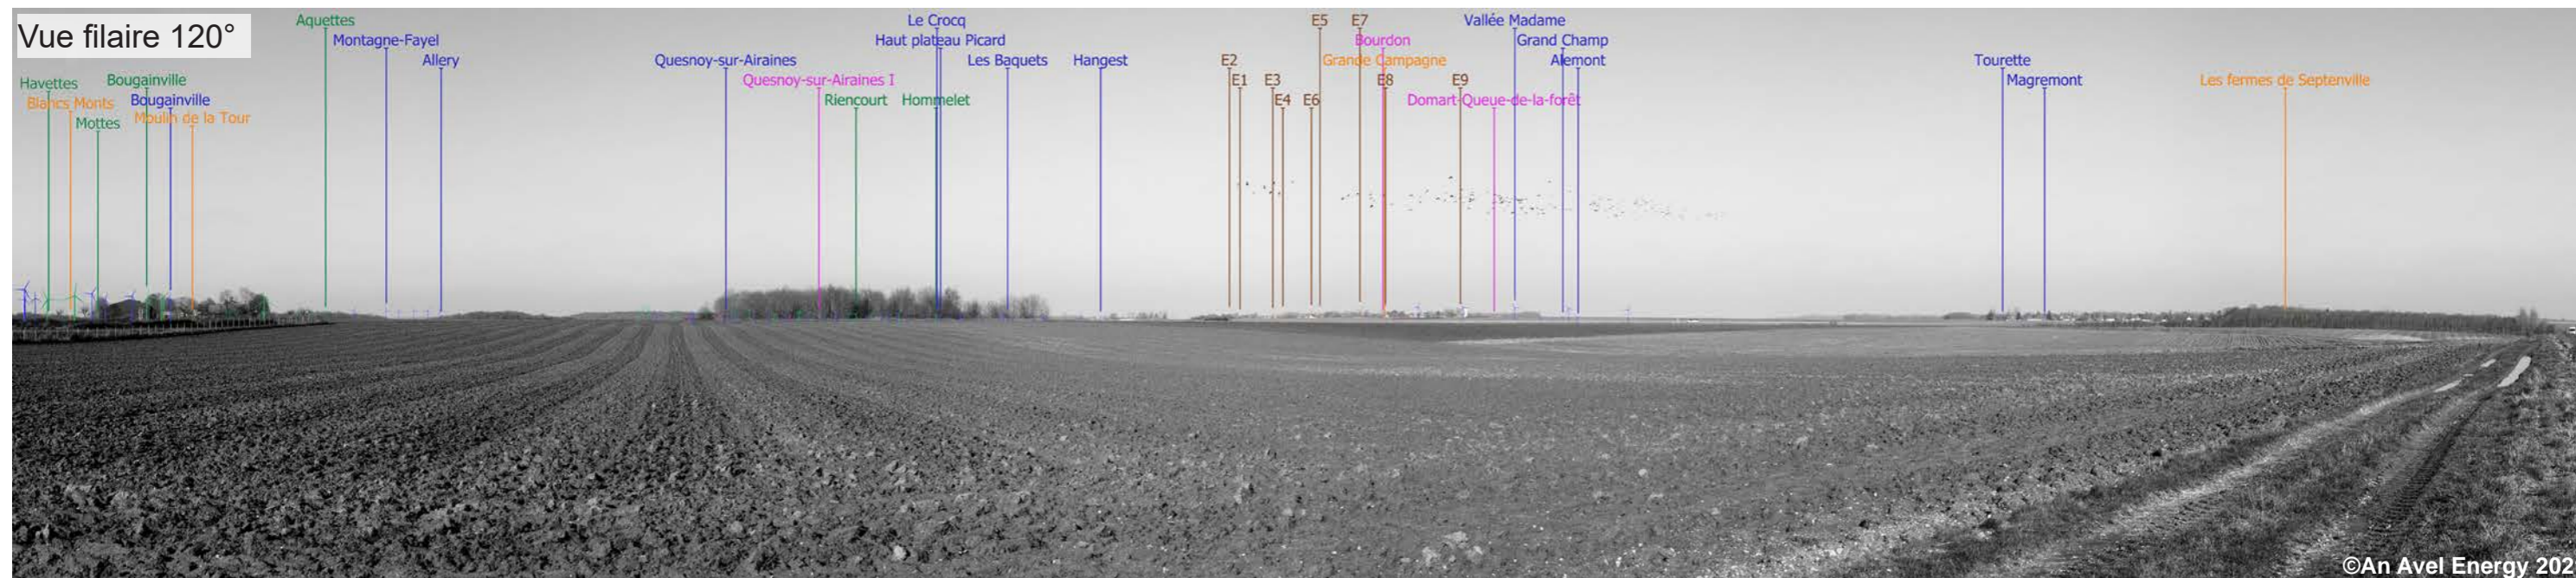 Vue filaire 120°
Aquettes
Le Crocq
E5
E7
Vallée Madame
Montagne-Fayel
Haut plateau Picard
Bourdon
Grand Champ
Allery
Quesnoy-sur-Airaines
Les Baquets
Hangest
E2
Grande Campagne
Alemont
Tourette
Havettes
Bougainville
Quesnoy-sur-Airaines I
E1
E3
E8
E9
Magremont
Les fermes de Septenville
Blancs Monts
Bougainville
Riencourt
Hommelet
E4
E6
Domart-Queue-de-la-forêt
Mottes
Moulin de la Tour
©An Avel Energy 202